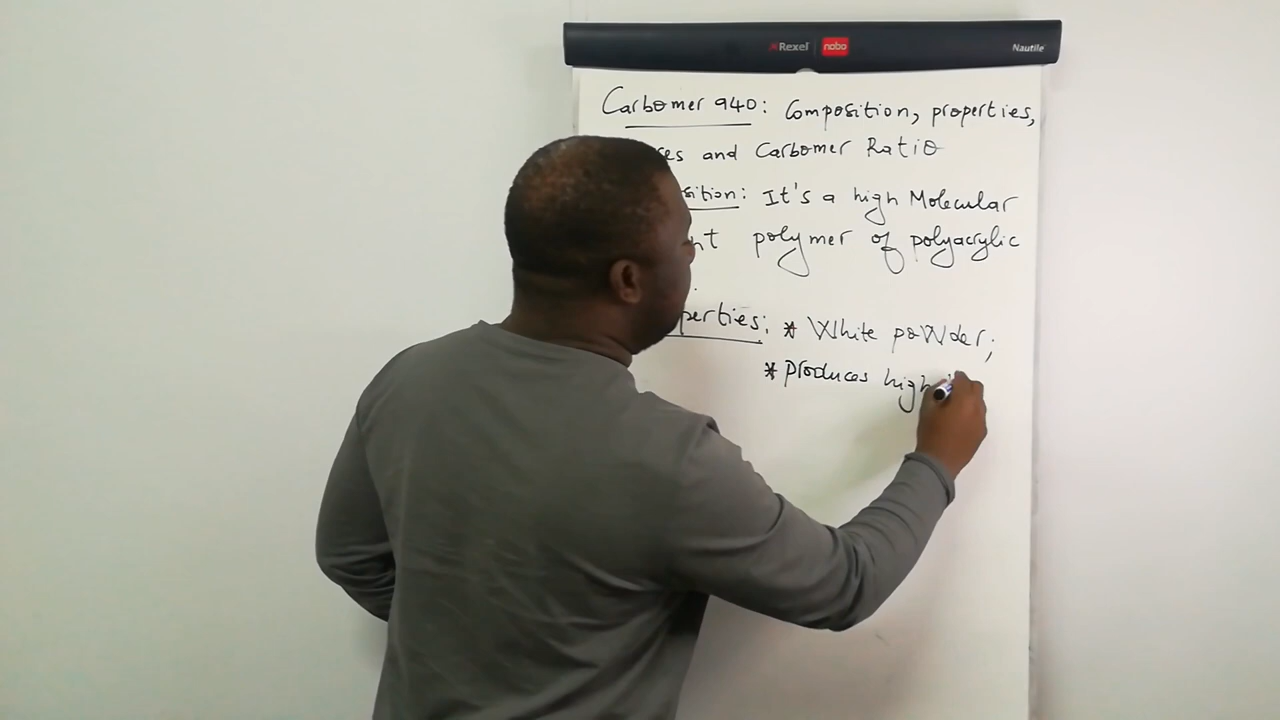 Rexel nobo Nautile
Carbomer 940: Composition, properties,
and Carbomer Ratio
It's a high Molecular
polymer of polyacrylic
* White powder;
* Produces high